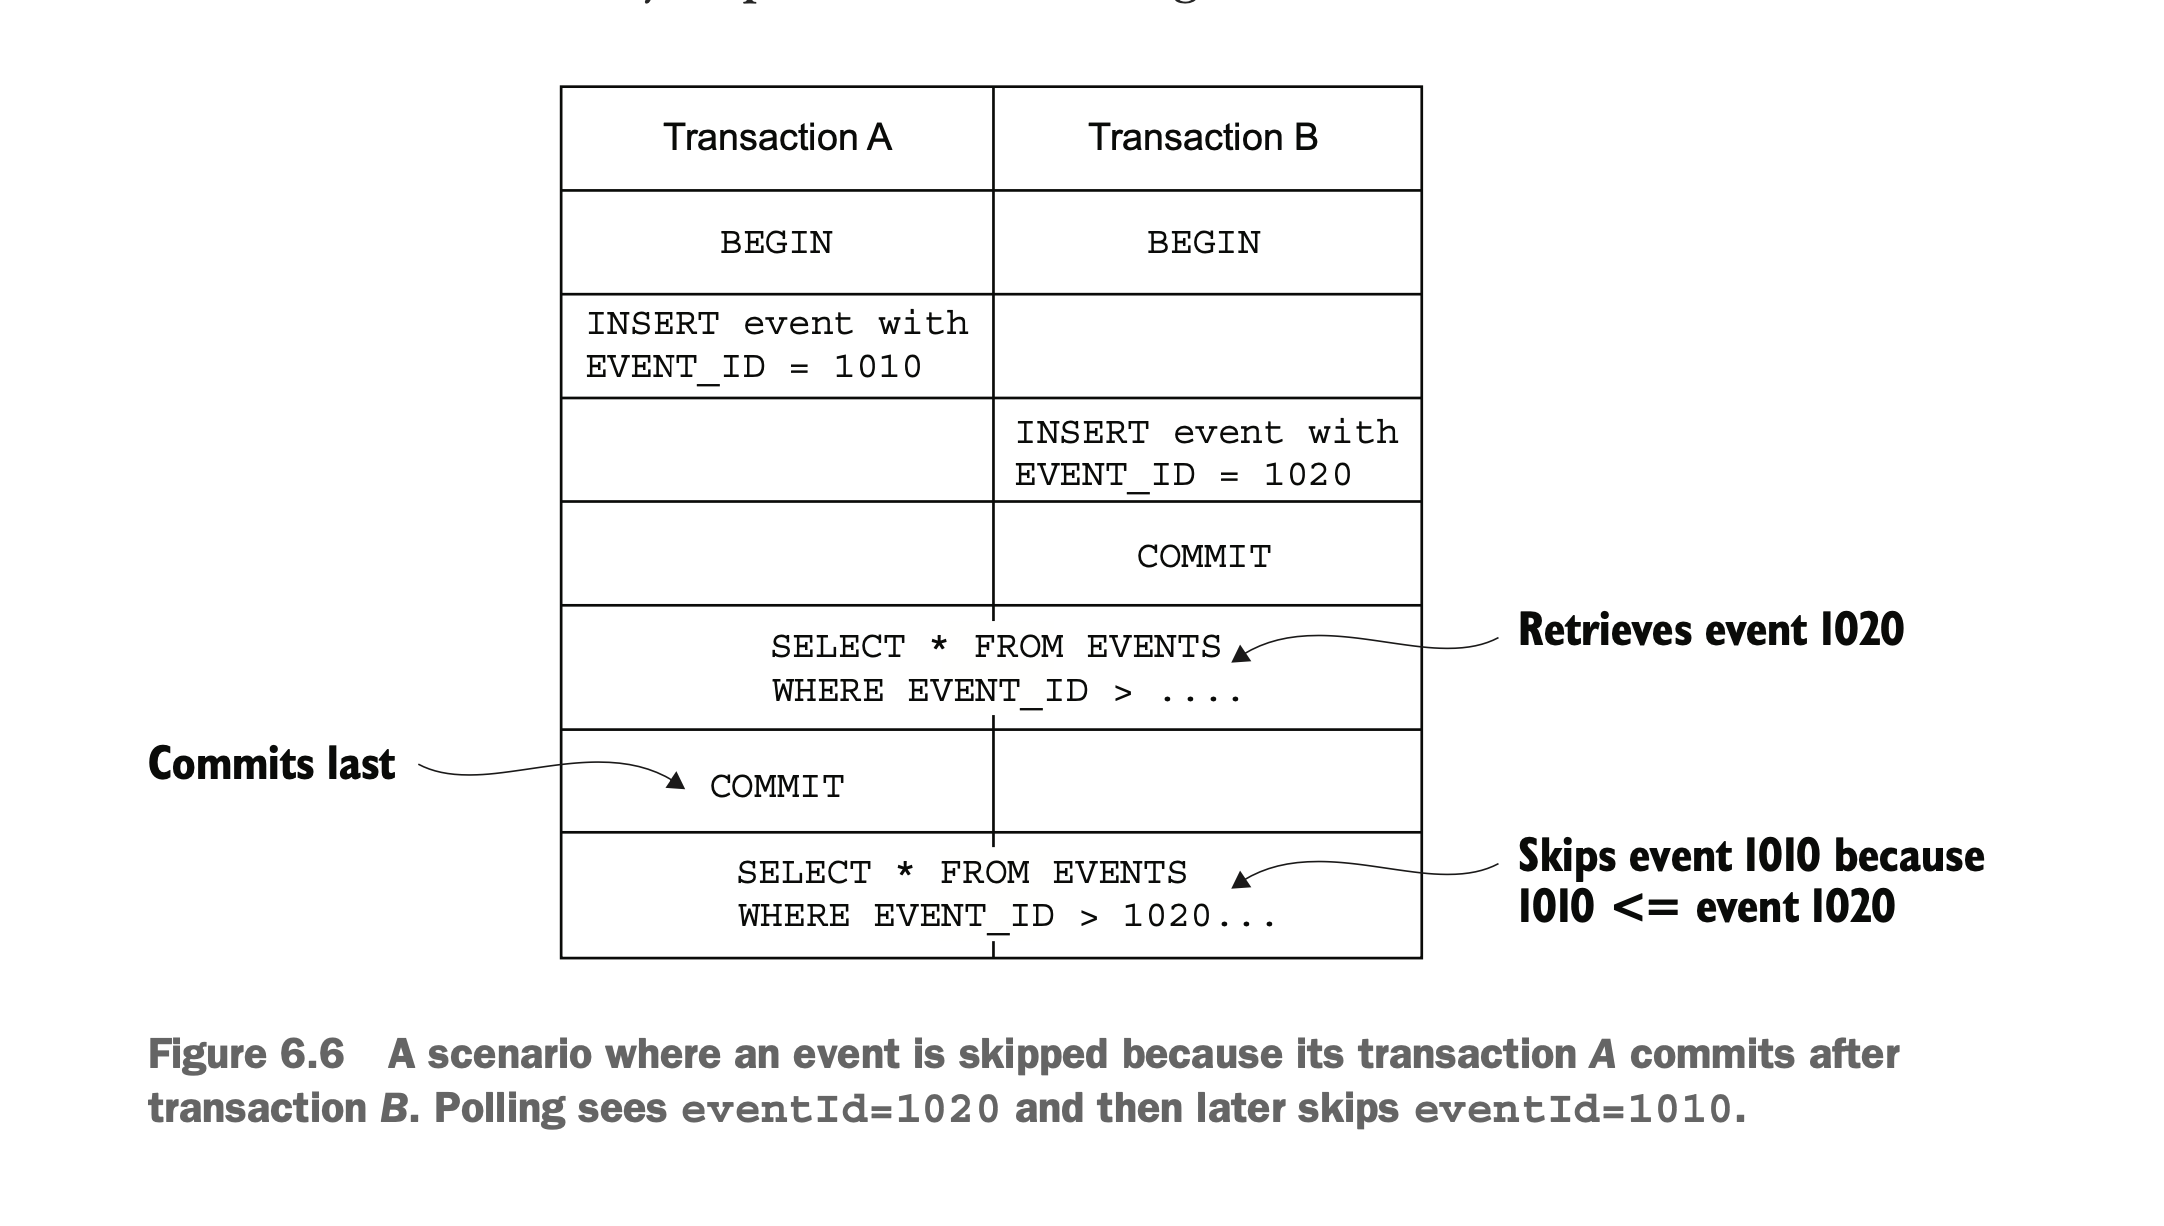 Transaction A
Transaction B
BEGIN
BEGIN
INSERT event with
EVENT_ID = 1010
INSERT event with
EVENT_ID = 1020
COMMIT
SELECT * FROM EVENTS
WHERE EVENT_ID > ....
Retrieves event 1020
Commits last
COMMIT
SELECT * FROM EVENTS
WHERE EVENT_ID > 1020...
Skips event 1010 because
1010 <= event 1020
Figure 6.6 A scenario where an event is skipped because its transaction A commits after
transaction B. Polling sees eventId=1020 and then later skips eventId=1010.